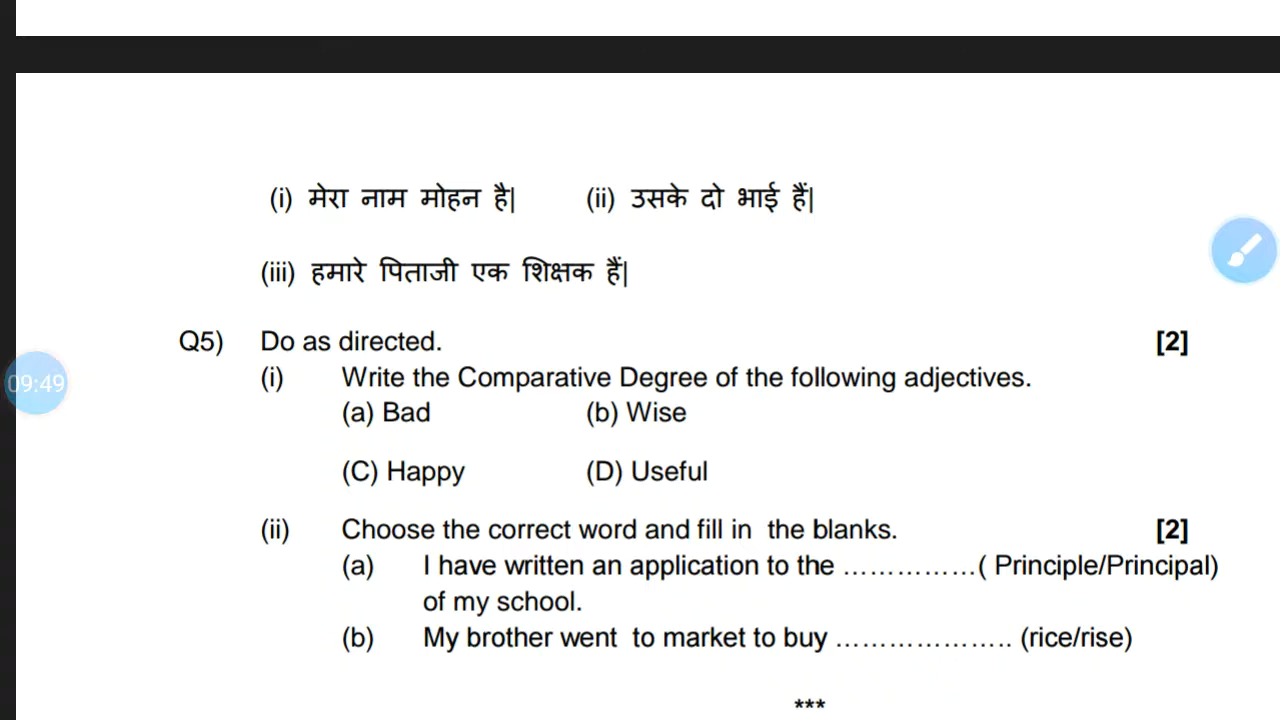 (i) मेरा नाम मोहन है| (ii) उसके दो भाई हैं|
(iii) हमारे पिताजी एक शिक्षक हैं|
Q5) Do as directed. [2]
09:49
(i) Write the Comparative Degree of the following adjectives.
(a) Bad (b) Wise
(C) Happy (D) Useful
(ii) Choose the correct word and fill in the blanks. [2]
(a) I have written an application to the ……………( Principle/Principal)
of my school.
(b) My brother went to market to buy ……………….. (rice/rise)
***